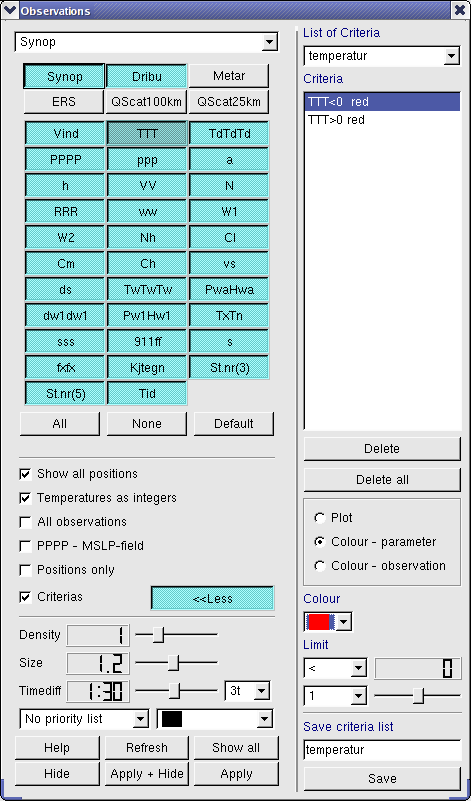 Observations
Synop
Synop Dribu Metar
ERS QScat100km QScat25km
Vind TTT TdTdTd
PPPP ppp a
h VV N
RRR ww W1
W2 Nh Cl
Cm Ch vs
ds TwTwTw PwaHwa
dw1dw1 Pw1Hw1 TxTn
sss 911ff s
fxfx Kjtegn St.nr(3)
St.nr(5) Tid
All None Default
Show all positions
Temperatures as integers
All observations
PPPP - MSLP-field
Positions only
Criterias <<Less
Density 1
Size 1.2
Timediff 1:30 3t
No priority list
Help Refresh Show all
Hide Apply + Hide Apply
List of Criteria
temperatur
Criteria
TTT<0 red
TTT>0 red
Delete
Delete all
Plot
Colour - parameter
Colour - observation
Colour
Limit
< 0
1
Save criteria list
temperatur
Save